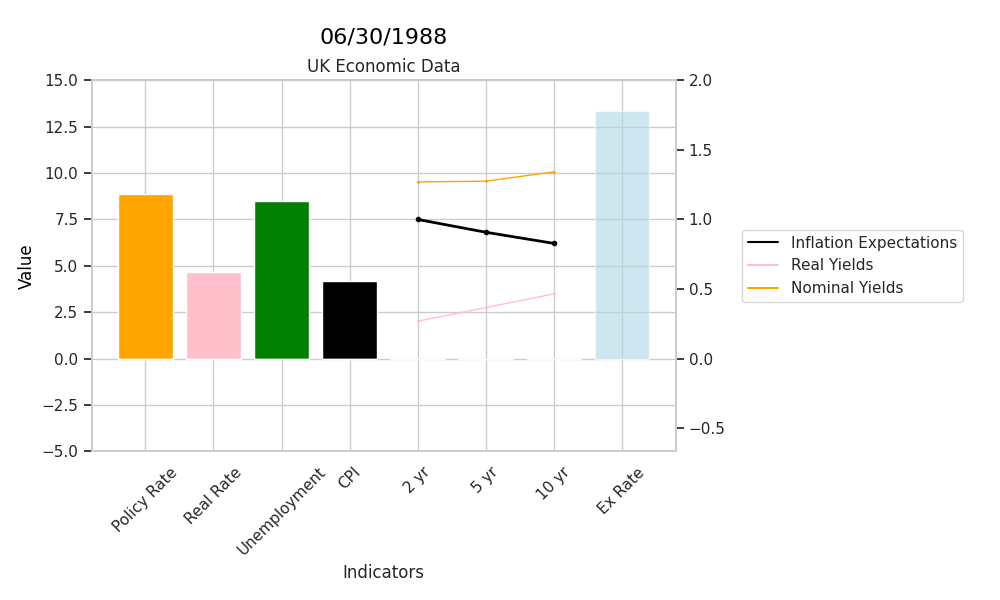 06/30/1988
UK Economic Data
15.0
12.5
10.0
7.5
5.0
2.5
0.0
−2.5
−5.0
Value
2.0
1.5
1.0
0.5
0.0
−0.5
Inflation Expectations
Real Yields
Nominal Yields
Policy Rate
Real Rate
Unemployment
CPI
2 yr
5 yr
10 yr
Ex Rate
Indicators